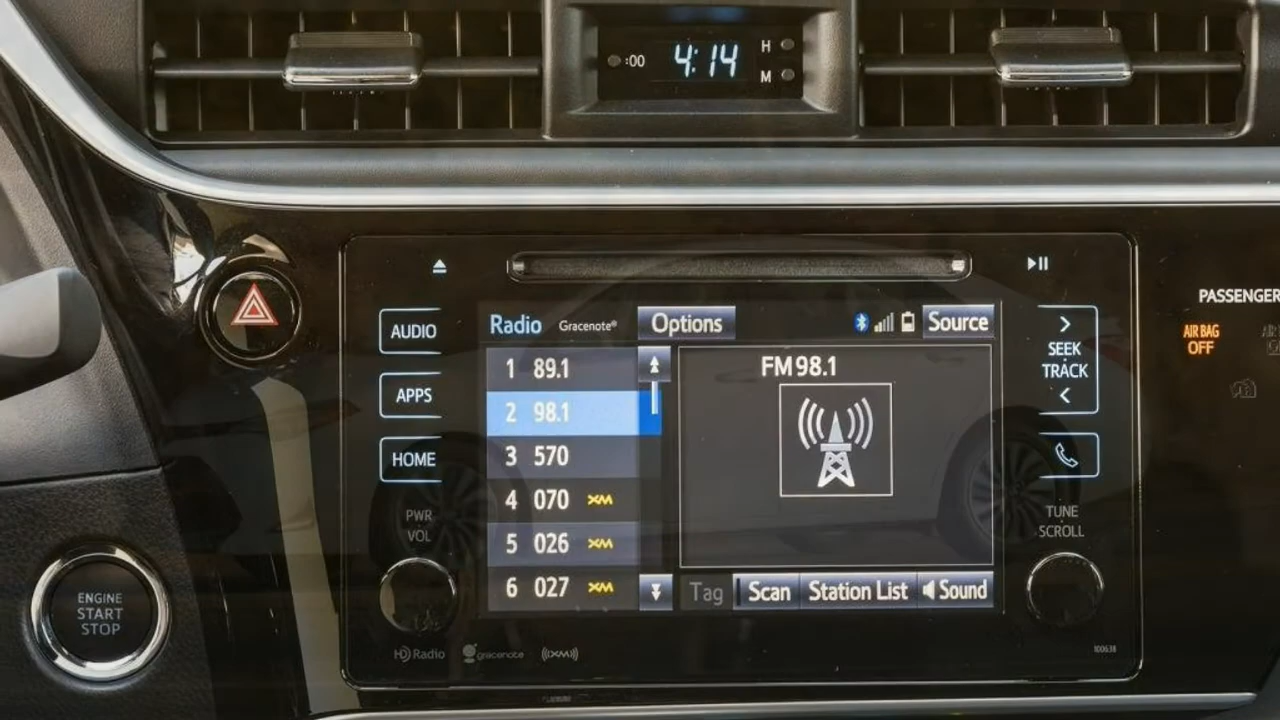 :00 4:14 H
M
PASSENGER
AIR BAG
OFF
AUDIO
APPS
HOME
PWR
VOL
Radio Gracenote® Options Source
1 89.1
2 98.1
3 570
4 070 XM
5 026 XM
6 027 XM
FM 98.1
Tag Scan Station List Sound
SEEK
TRACK
TUNE
SCROLL
ENGINE
START
STOP
HD Radio gracenote ((XM))
100638